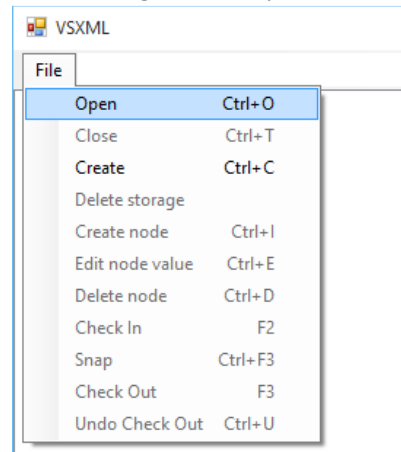 VSXML
File
Open Ctrl+O
Close Ctrl+T
Create Ctrl+C
Delete storage
Create node Ctrl+I
Edit node value Ctrl+E
Delete node Ctrl+D
Check In F2
Snap Ctrl+F3
Check Out F3
Undo Check Out Ctrl+U